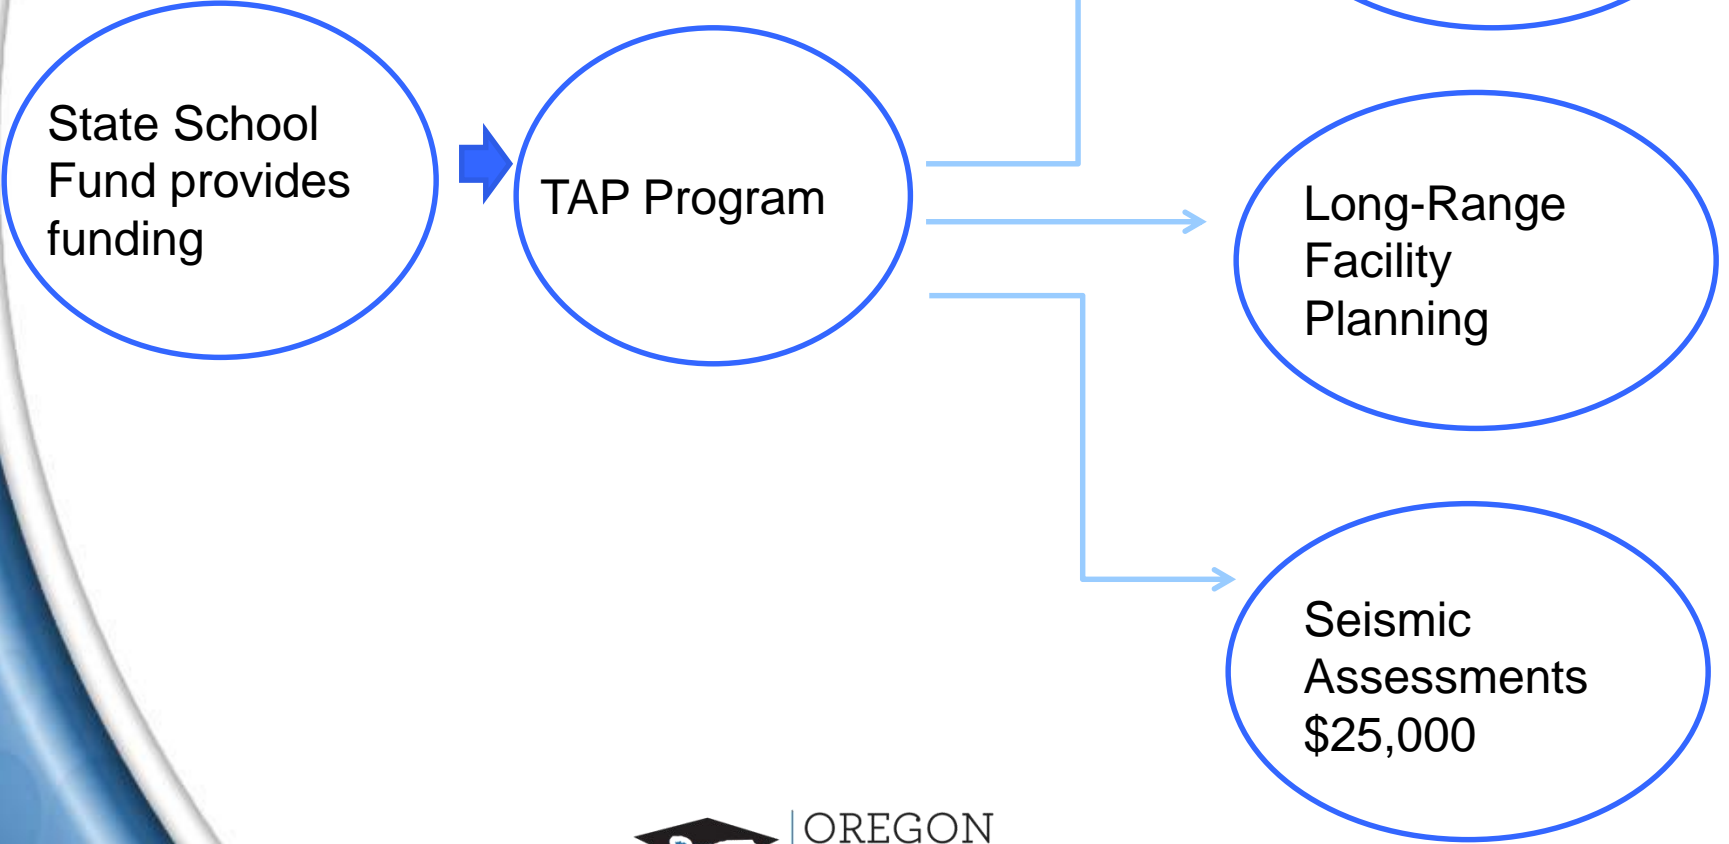 State School
Fund provides
funding
TAP Program
Long-Range
Facility
Planning
Seismic
Assessments
$25,000
OREGON